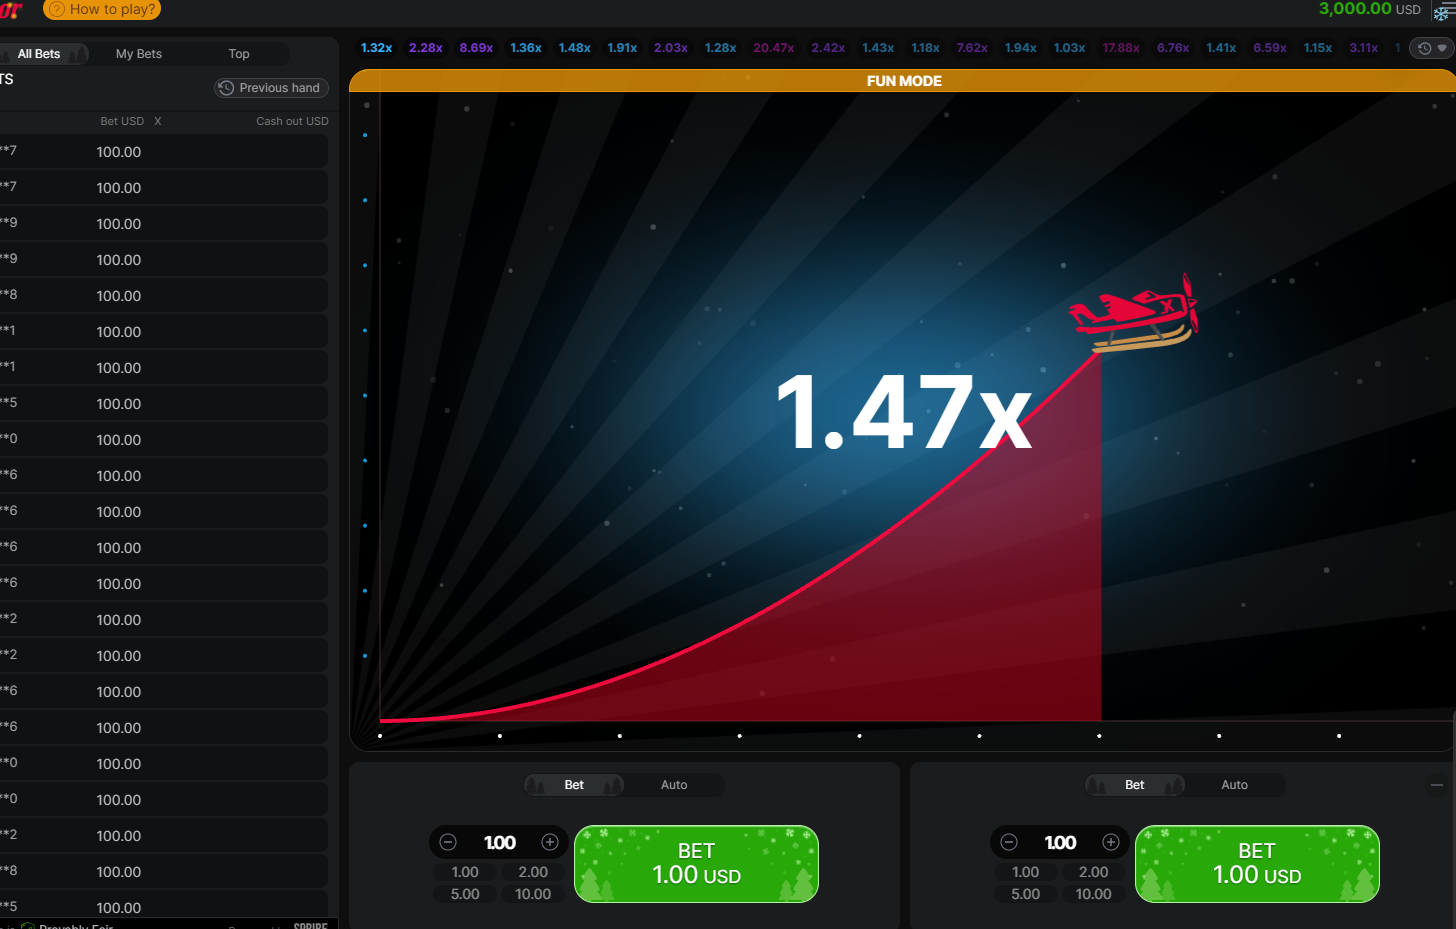 or ? How to play? 3,000.00 USD
All Bets My Bets Top
1.32x 2.28x 8.69x 1.36x 1.48x 1.91x 2.03x 1.28x 20.47x 2.42x 1.43x 1.18x 7.62x 1.94x 1.03x 17.88x 6.76x 1.41x 6.59x 1.15x 3.11x 1.
TS
Previous hand
FUN MODE
Bet USD X Cash out USD
**7 100.00
**7 100.00
**9 100.00
**9 100.00
**8 100.00
**1 100.00
**1 100.00
**5 100.00
**0 100.00
**6 100.00
**6 100.00
**6 100.00
**6 100.00
**2 100.00
**2 100.00
**6 100.00
**6 100.00
**0 100.00
**0 100.00
**2 100.00
**8 100.00
**5 100.00
X
1.47x
Bet Auto
1.00
1.00 2.00
5.00 10.00
BET
1.00 USD
Bet Auto
1.00
1.00 2.00
5.00 10.00
BET
1.00 USD
Provably Fair SPRIBE